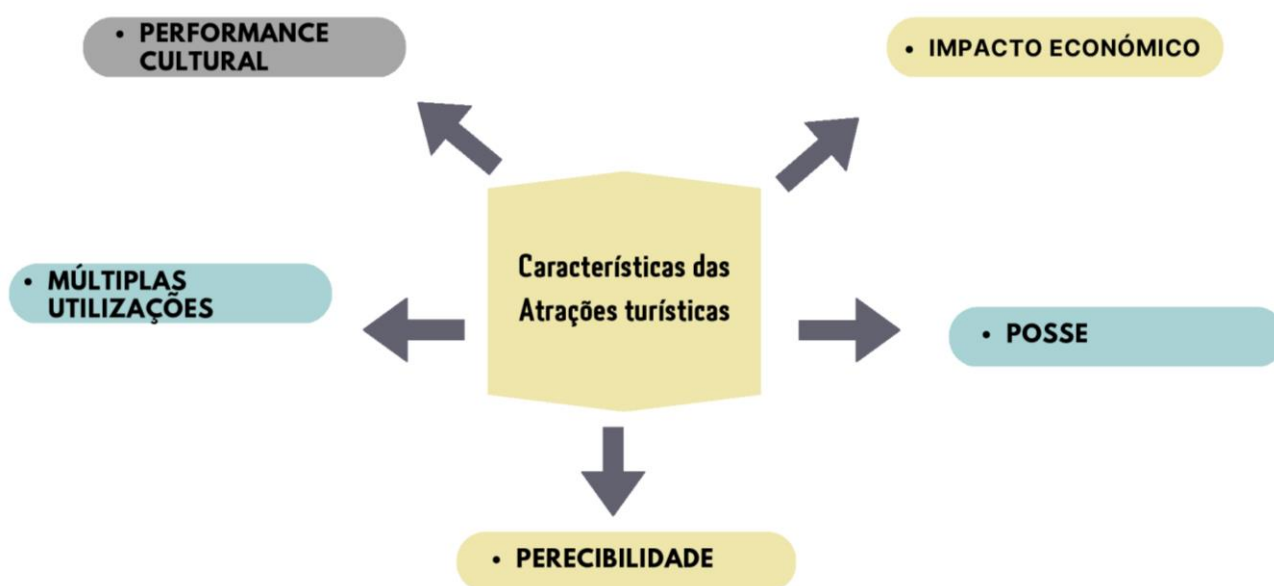 • PERFORMANCE
CULTURAL
• IMPACTO ECONÓMICO
Características das
Atrações turísticas
• MÚLTIPLAS
UTILIZAÇÕES
• POSSE
• PERECIBILIDADE